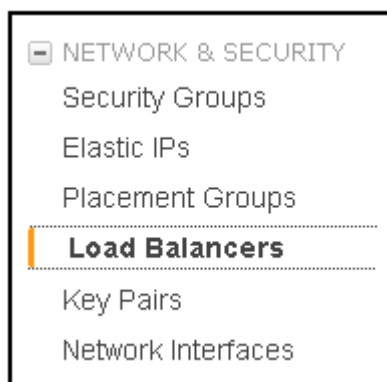 NETWORK & SECURITY
Security Groups
Elastic IPs
Placement Groups
Load Balancers
Key Pairs
Network Interfaces